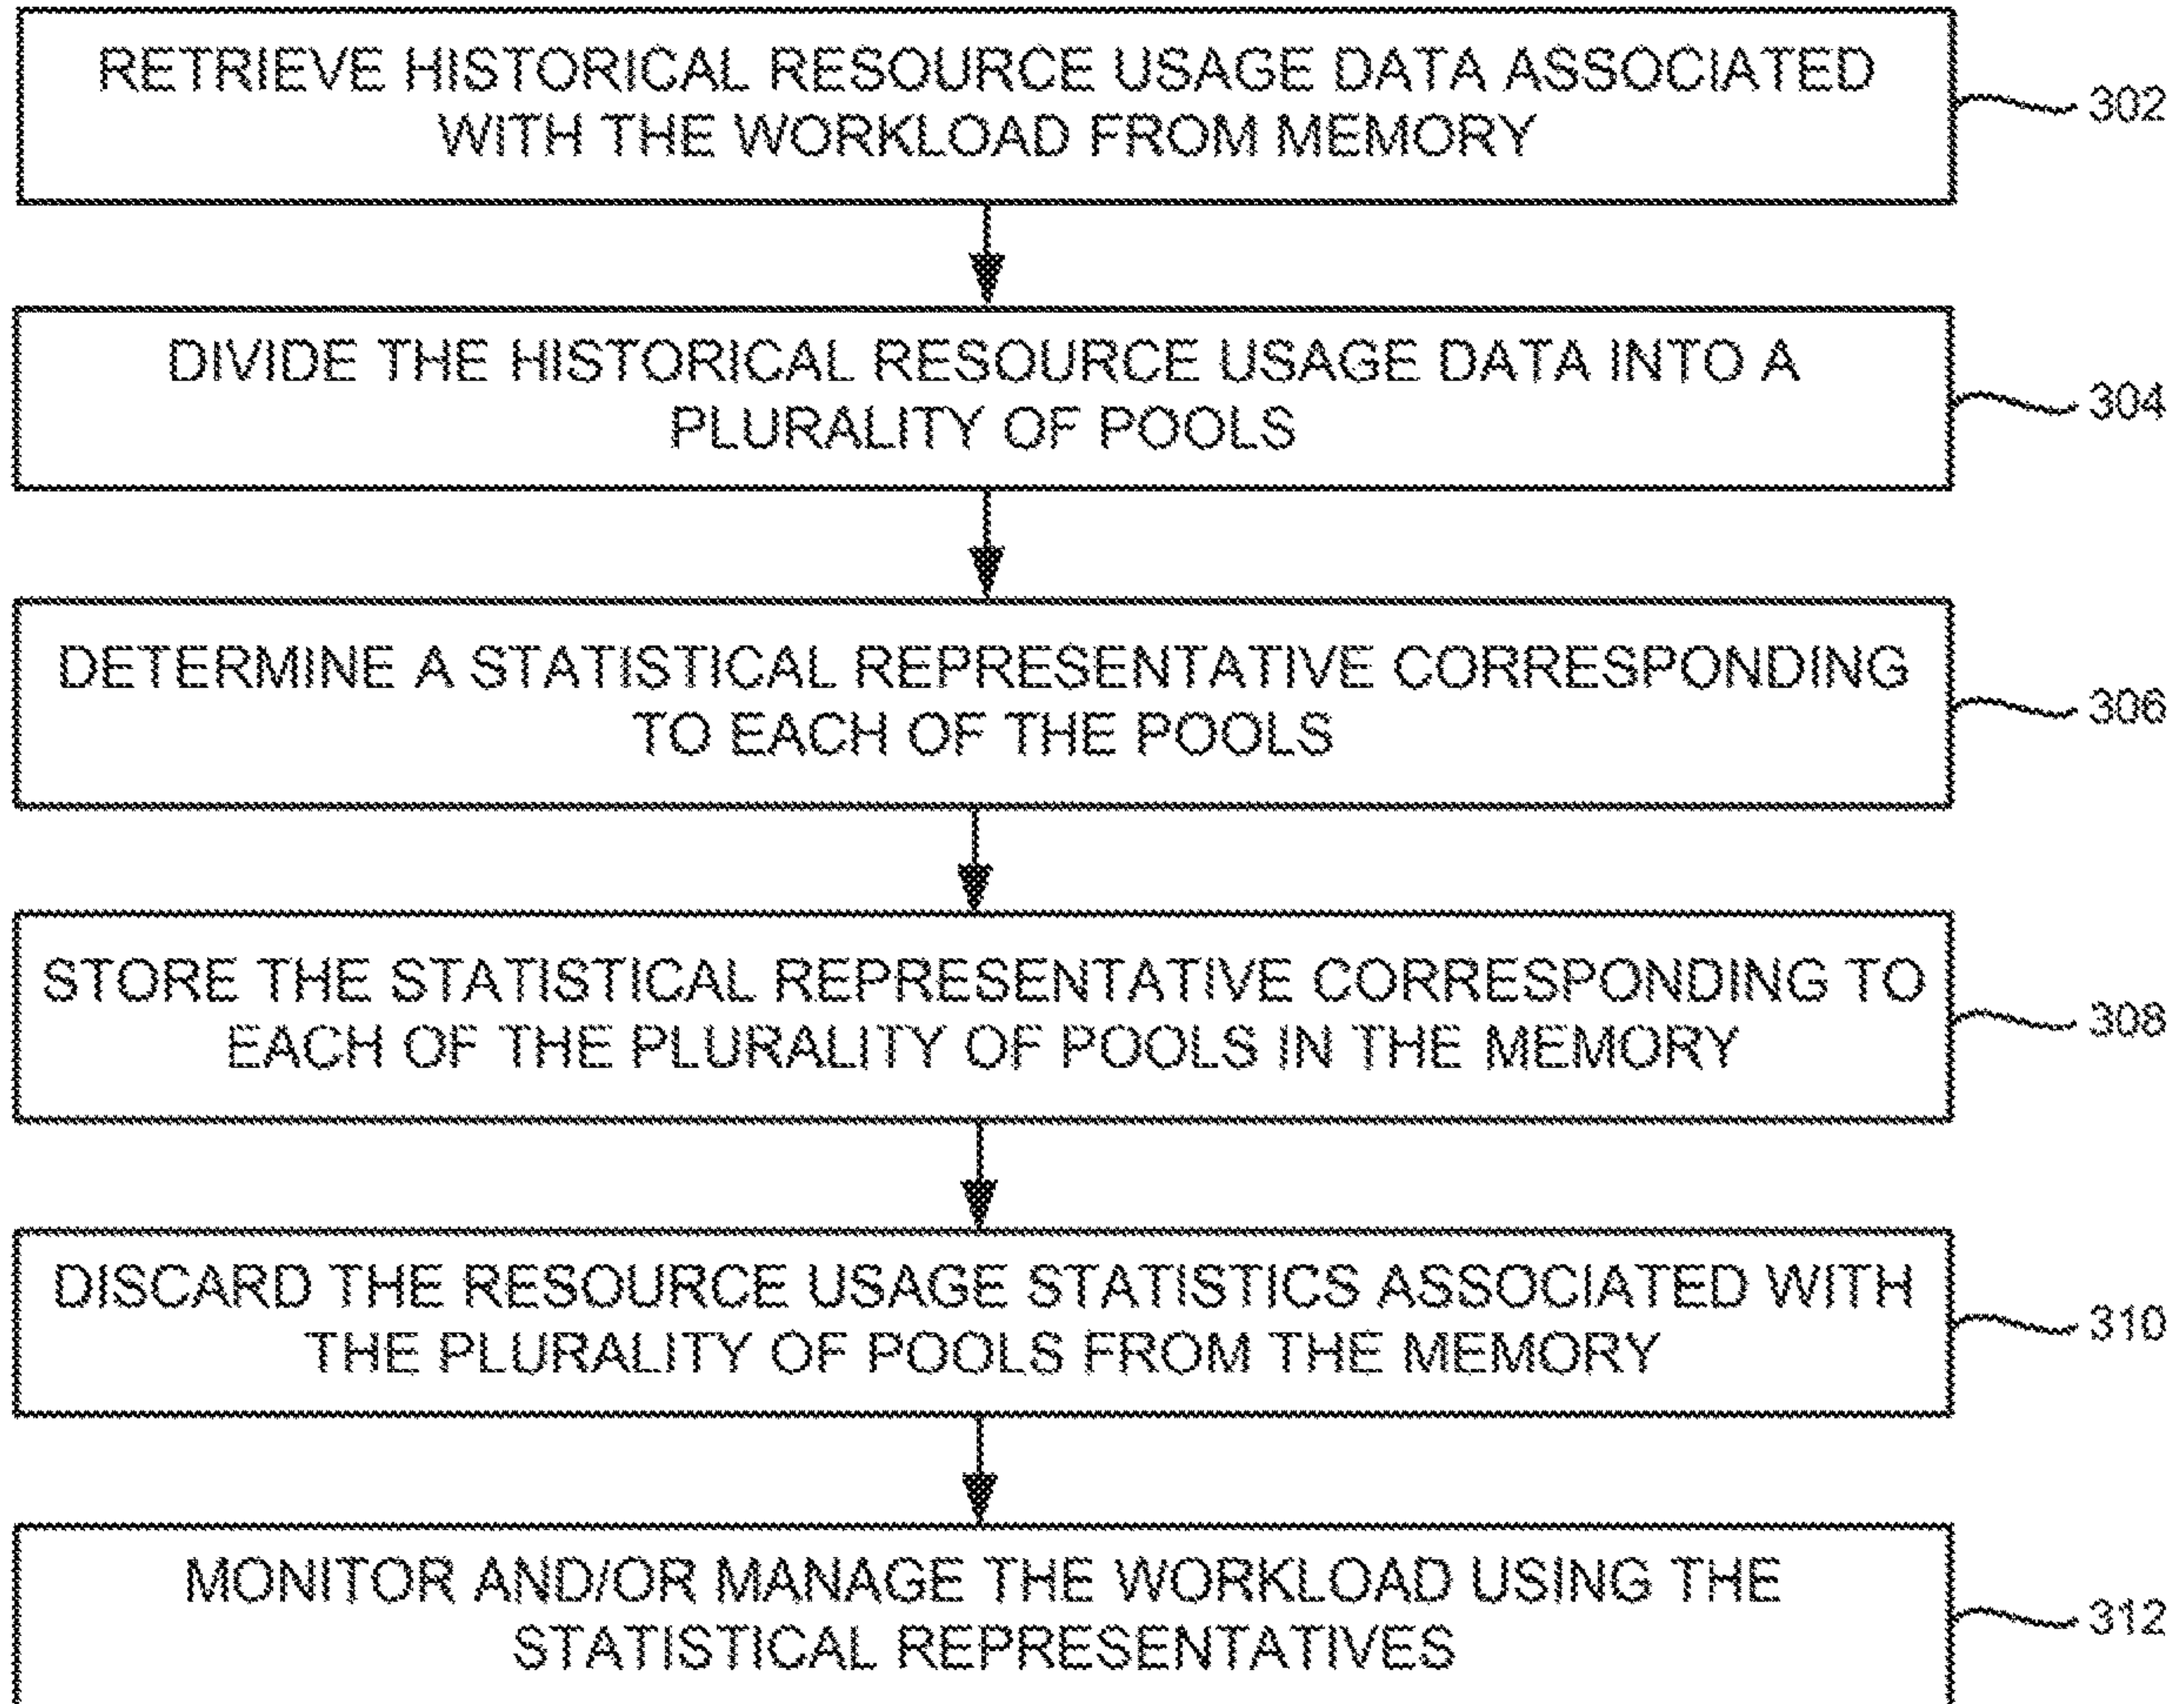 RETRIEVE HISTORICAL RESOURCE USAGE DATA ASSOCIATED
WITH THE WORKLOAD FROM MEMORY
302
DIVIDE THE HISTORICAL RESOURCE USAGE DATA INTO A
PLURALITY OF POOLS
304
DETERMINE A STATISTICAL REPRESENTATIVE CORRESPONDING
TO EACH OF THE POOLS
306
STORE THE STATISTICAL REPRESENTATIVE CORRESPONDING TO
EACH OF THE PLURALITY OF POOLS IN THE MEMORY
308
DISCARD THE RESOURCE USAGE STATISTICS ASSOCIATED WITH
THE PLURALITY OF POOLS FROM THE MEMORY
310
MONITOR AND/OR MANAGE THE WORKLOAD USING THE
STATISTICAL REPRESENTATIVES
312